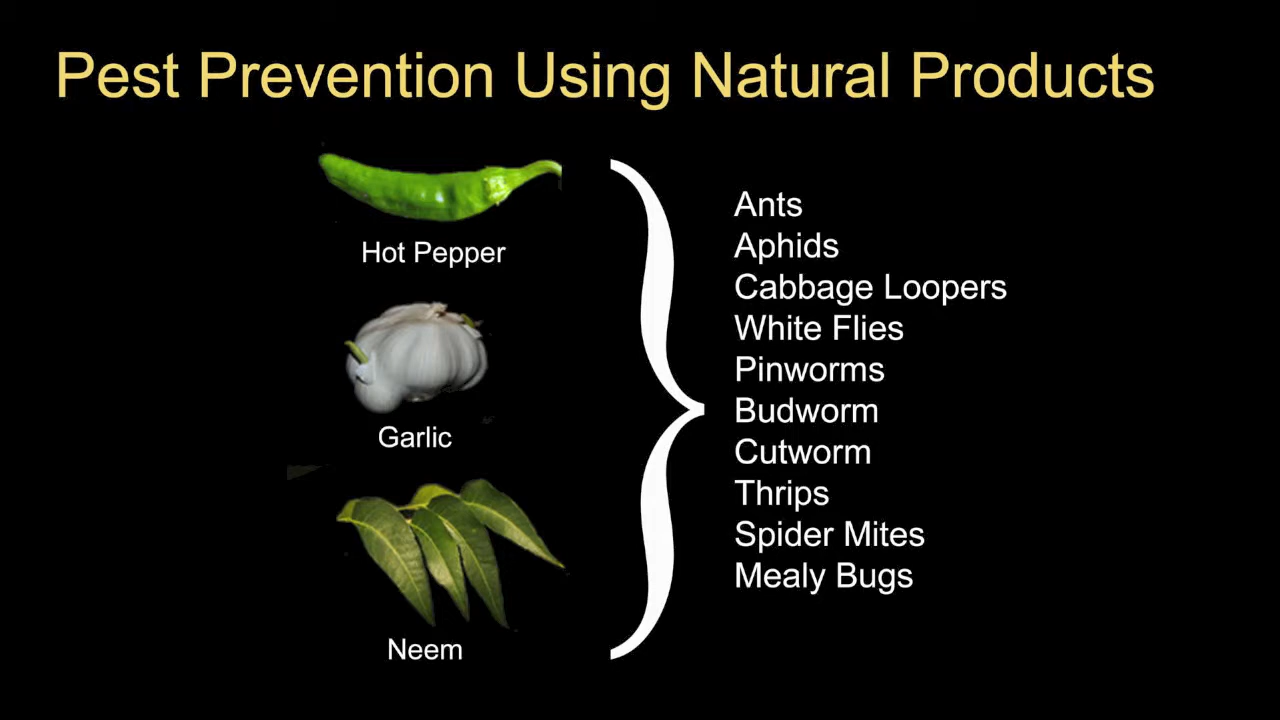 Pest Prevention Using Natural Products
Hot Pepper
Garlic
Neem
Ants
Aphids
Cabbage Loopers
White Flies
Pinworms
Budworm
Cutworm
Thrips
Spider Mites
Mealy Bugs